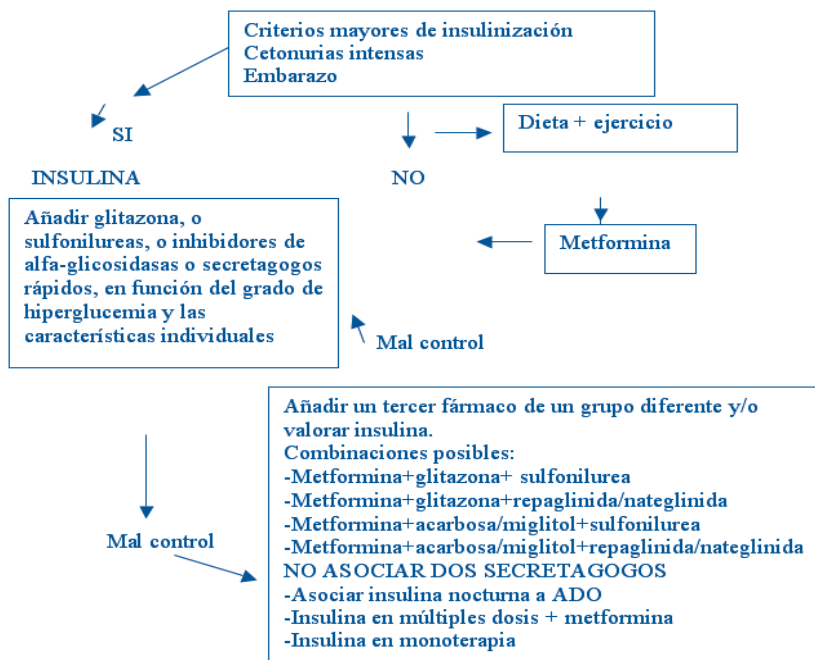 Criterios mayores de insulinización
Cetonurias intensas
Embarazo
SI
Dieta + ejercicio
INSULINA
NO
Añadir glitazona, o
sulfonilureas, o inhibidores de
alfa-glicosidasas o secretagogos
rápidos, en función del grado de
hiperglucemia y las
características individuales
Metformina
Mal control
Añadir un tercer fármaco de un grupo diferente y/o
valorar insulina.
Combinaciones posibles:
-Metformina+glitazona+ sulfonilurea
-Metformina+glitazona+repaglinida/nateglinida
-Metformina+acarbosa/miglitol+sulfonilurea
-Metformina+acarbosa/miglitol+repaglinida/nateglinida
NO ASOCIAR DOS SECRETAGOGOS
-Asociar insulina nocturna a ADO
-Insulina en múltiples dosis + metformina
-Insulina en monoterapia
Mal control